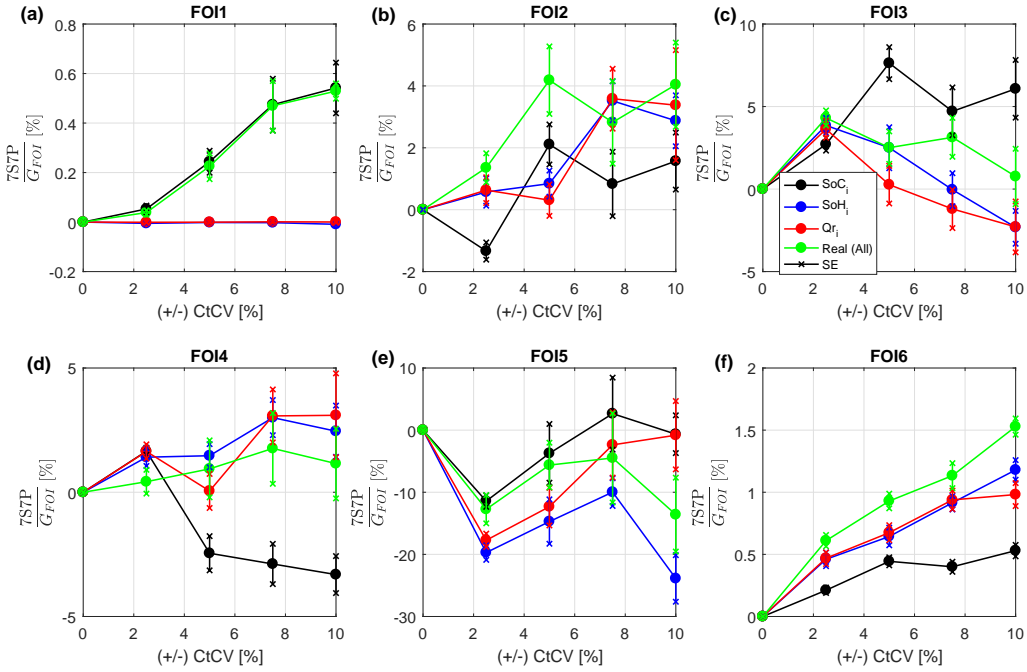 (a) FOI1
0.8
0.6
0.4
0.2
0
-0.2
0 2 4 6 8 10
7S7P
G_FOI [%]
(+/-) CtCV [%]
(b) FOI2
6
4
2
0
-2
0 2 4 6 8 10
7S7P
G_FOI [%]
(+/-) CtCV [%]
(c) FOI3
10
5
0
-5
0 2 4 6 8 10
7S7P
G_FOI [%]
(+/-) CtCV [%]
SoC_i
SoH_i
Qr_i
Real (All)
SE
(d) FOI4
5
0
-5
0 2 4 6 8 10
7S7P
G_FOI [%]
(+/-) CtCV [%]
(e) FOI5
10
0
-10
-20
-30
0 2 4 6 8 10
7S7P
G_FOI [%]
(+/-) CtCV [%]
(f) FOI6
2
1.5
1
0.5
0
0 2 4 6 8 10
7S7P
G_FOI [%]
(+/-) CtCV [%]